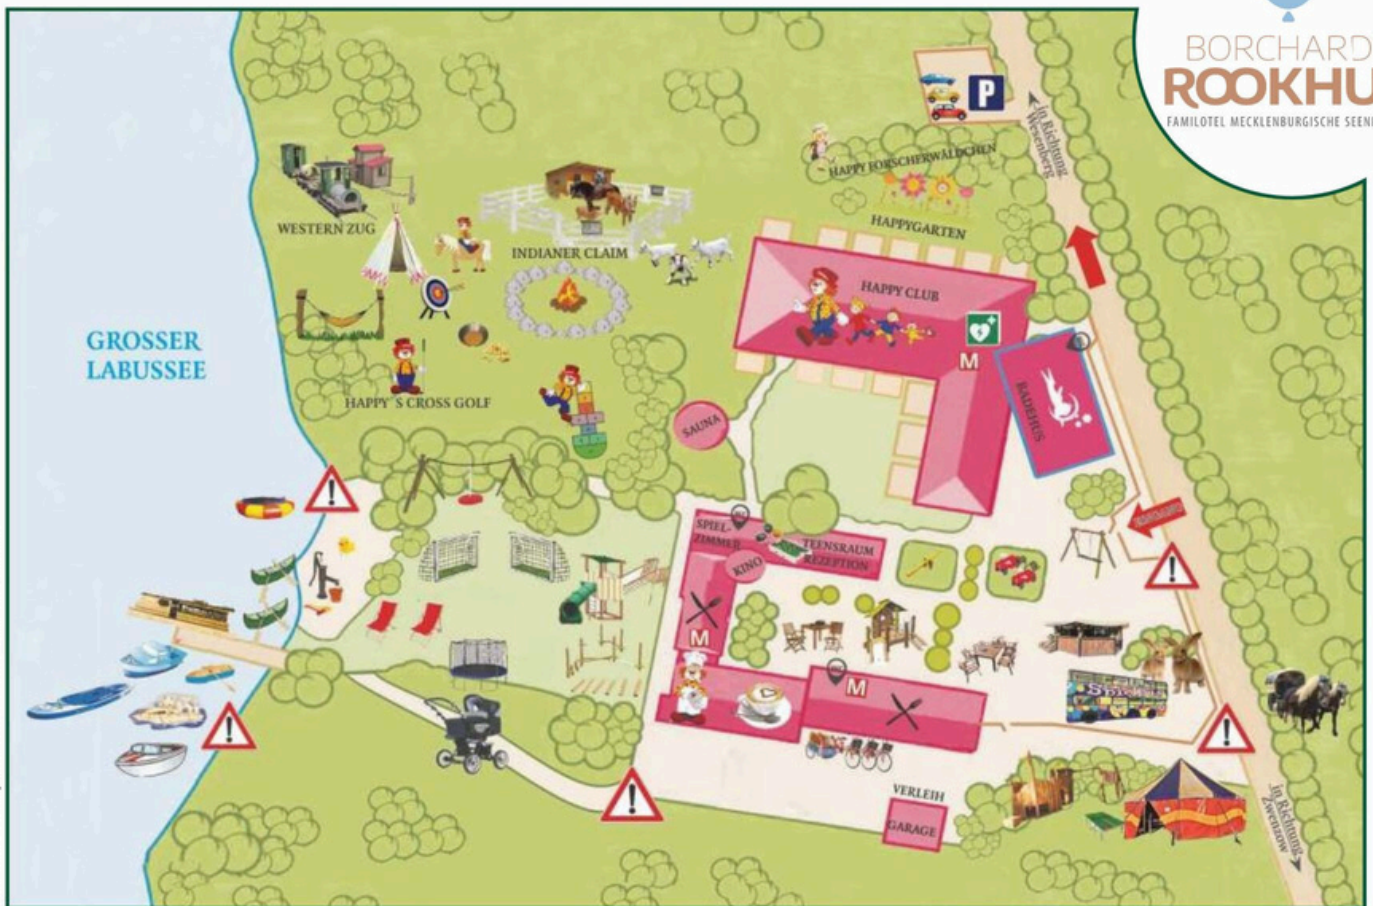 BORCHARD
ROOKHU
FAMILOTEL MECKLENBURGISCHE SEEN
P
in Richtung
Wesenberg
HAPPY FORSCHERWÄLDCHEN
HAPPYGARTEN
WESTERN ZUG
INDIANER CLAIM
HAPPY CLUB
M
BADEHUS
GROSSER
LABUSSEE
HAPPY´S CROSS GOLF
SAUNA
SPIEL-
ZIMMER
TEENSRAUM
REZEPTION
KINO
M
M
VERLEIH
GARAGE
in Richtung
Zwenzow